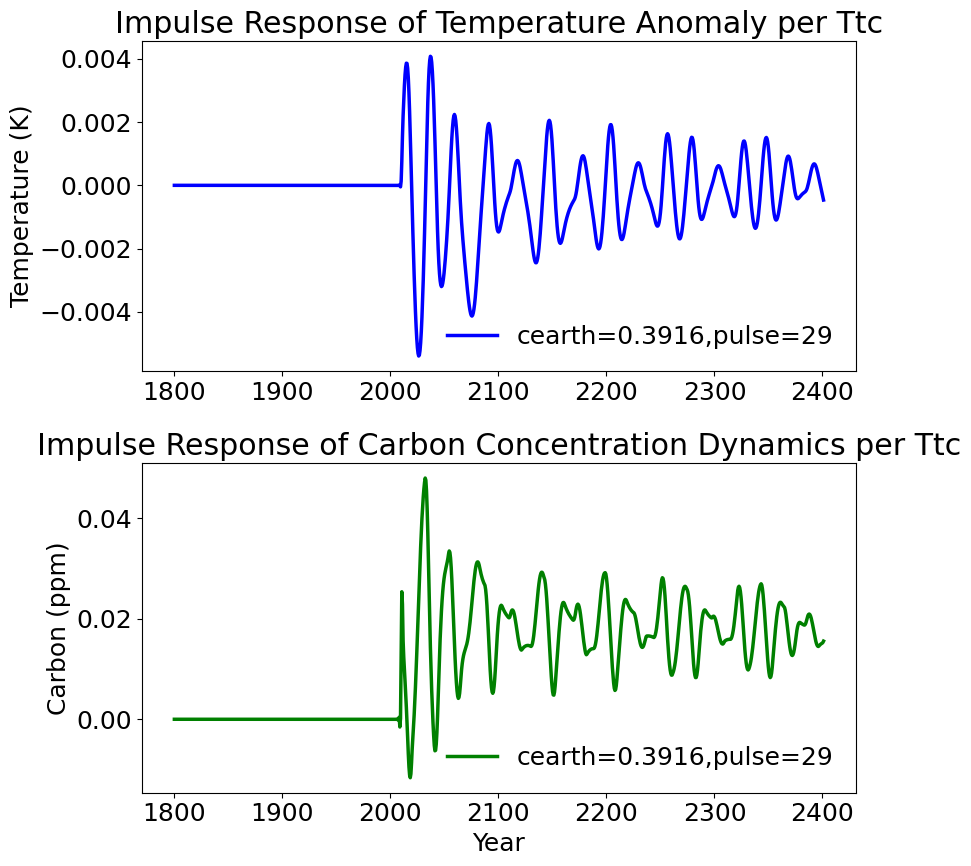 Impulse Response of Temperature Anomaly per Ttc
Temperature (K)
0.004
0.002
0.000
−0.002
−0.004
cearth=0.3916,pulse=29
1800 1900 2000 2100 2200 2300 2400
Impulse Response of Carbon Concentration Dynamics per Ttc
Carbon (ppm)
0.04
0.02
0.00
cearth=0.3916,pulse=29
1800 1900 2000 2100 2200 2300 2400
Year